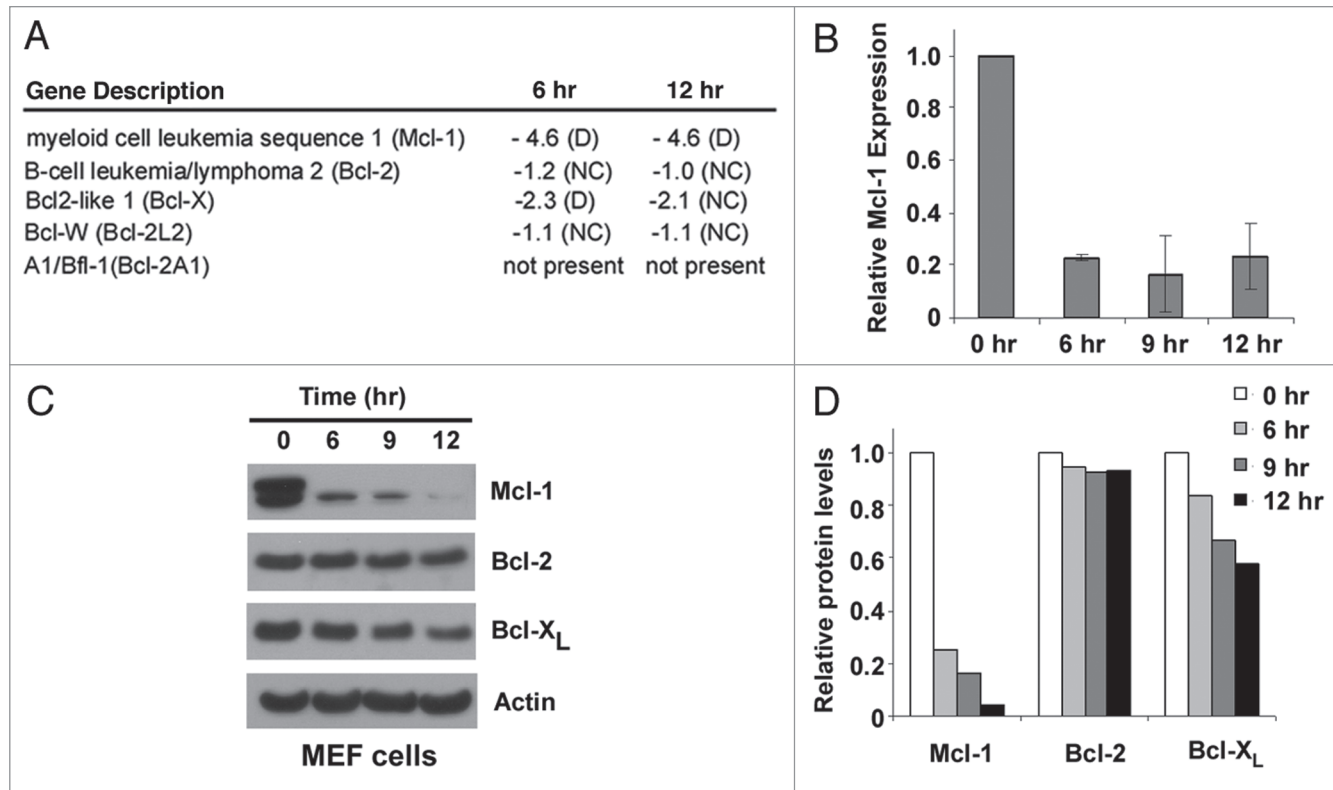 A
Gene Description 6 hr 12 hr
myeloid cell leukemia sequence 1 (Mcl-1) - 4.6 (D) - 4.6 (D)
B-cell leukemia/lymphoma 2 (Bcl-2) -1.2 (NC) -1.0 (NC)
Bcl2-like 1 (Bcl-X) -2.3 (D) -2.1 (NC)
Bcl-W (Bcl-2L2) -1.1 (NC) -1.1 (NC)
A1/Bfl-1(Bcl-2A1) not present not present
B
Relative Mcl-1 Expression
1.0
0.8
0.6
0.4
0.2
0
0 hr 6 hr 9 hr 12 hr
C
Time (hr)
0 6 9 12
Mcl-1
Bcl-2
Bcl-XL
Actin
MEF cells
D
0 hr
6 hr
9 hr
12 hr
Relative protein levels
1.0
0.8
0.6
0.4
0.2
0
Mcl-1 Bcl-2 Bcl-XL